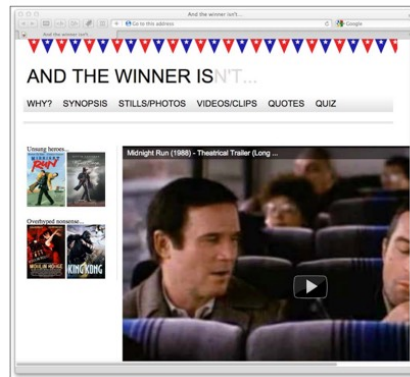 And the winner isn't...
Go to this address
Google
And the winner isn't...
AND THE WINNER ISN'T...
WHY? SYNOPSIS STILLS/PHOTOS VIDEOS/CLIPS QUOTES QUIZ
Unsung heroes...
Midnight Run (1988) - Theatrical Trailer (Long ...
MIDNIGHT
RUN
Overhyped nonsense...
MOULIN ROUGE
KING KONG